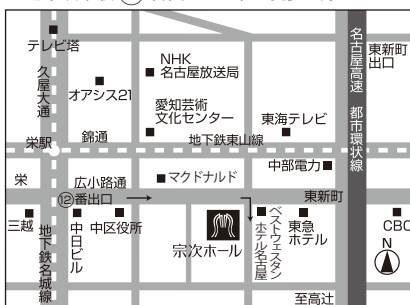 テレビ塔
久屋大通
オアシス21
NHK
名古屋放送局
愛知芸術
文化センター
東海テレビ
名古屋高速 都市環状線
東新町
出口
栄駅
錦通
地下鉄東山線
栄
広小路通
マクドナルド
中部電力
東新町
⑫番出口
三越
地下鉄名城線
中日ビル
中区役所
宗次ホール
ベストウェスタン
ホテル名古屋
東急
ホテル
CBC
N
至高辻